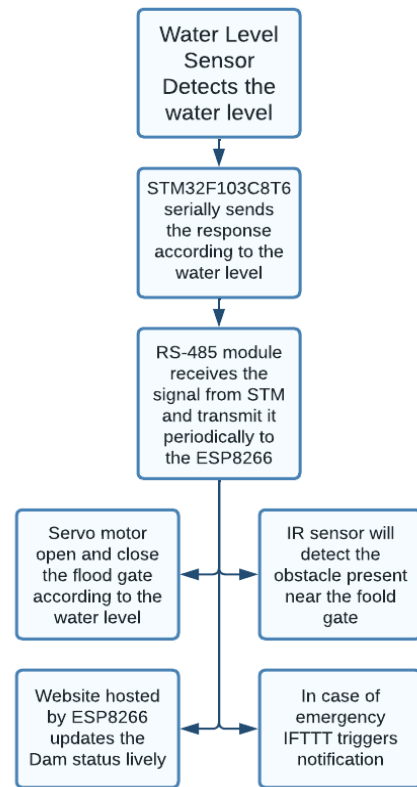 Water Level
Sensor
Detects the
water level
STM32F103C8T6
serially sends
the response
according to the
water level
RS-485 module
receives the
signal from STM
and transmit it
periodically to
the ESP8266
Servo motor
open and close
the flood gate
according to the
water level
IR sensor will
detect the
obstacle present
near the foold
gate
Website hosted
by ESP8266
updates the
Dam status lively
In case of
emergency
IFTTT triggers
notification